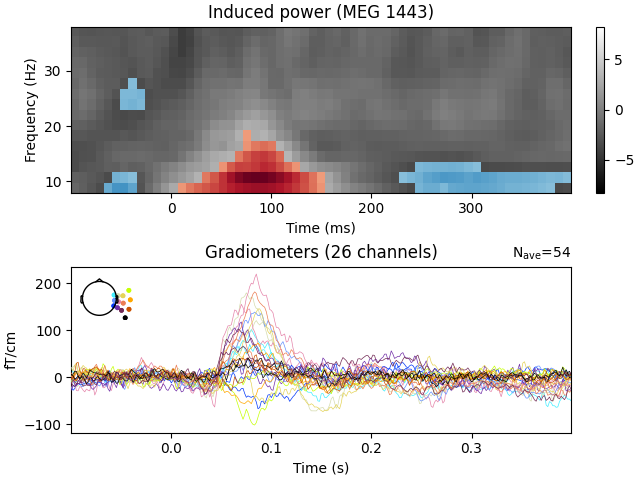 Induced power (MEG 1443)
Frequency (Hz)
30
20
10
0
100
200
300
Time (ms)
5
0
−5
Gradiometers (26 channels)
Nave=54
fT/cm
200
100
0
−100
0.0
0.1
0.2
0.3
Time (s)